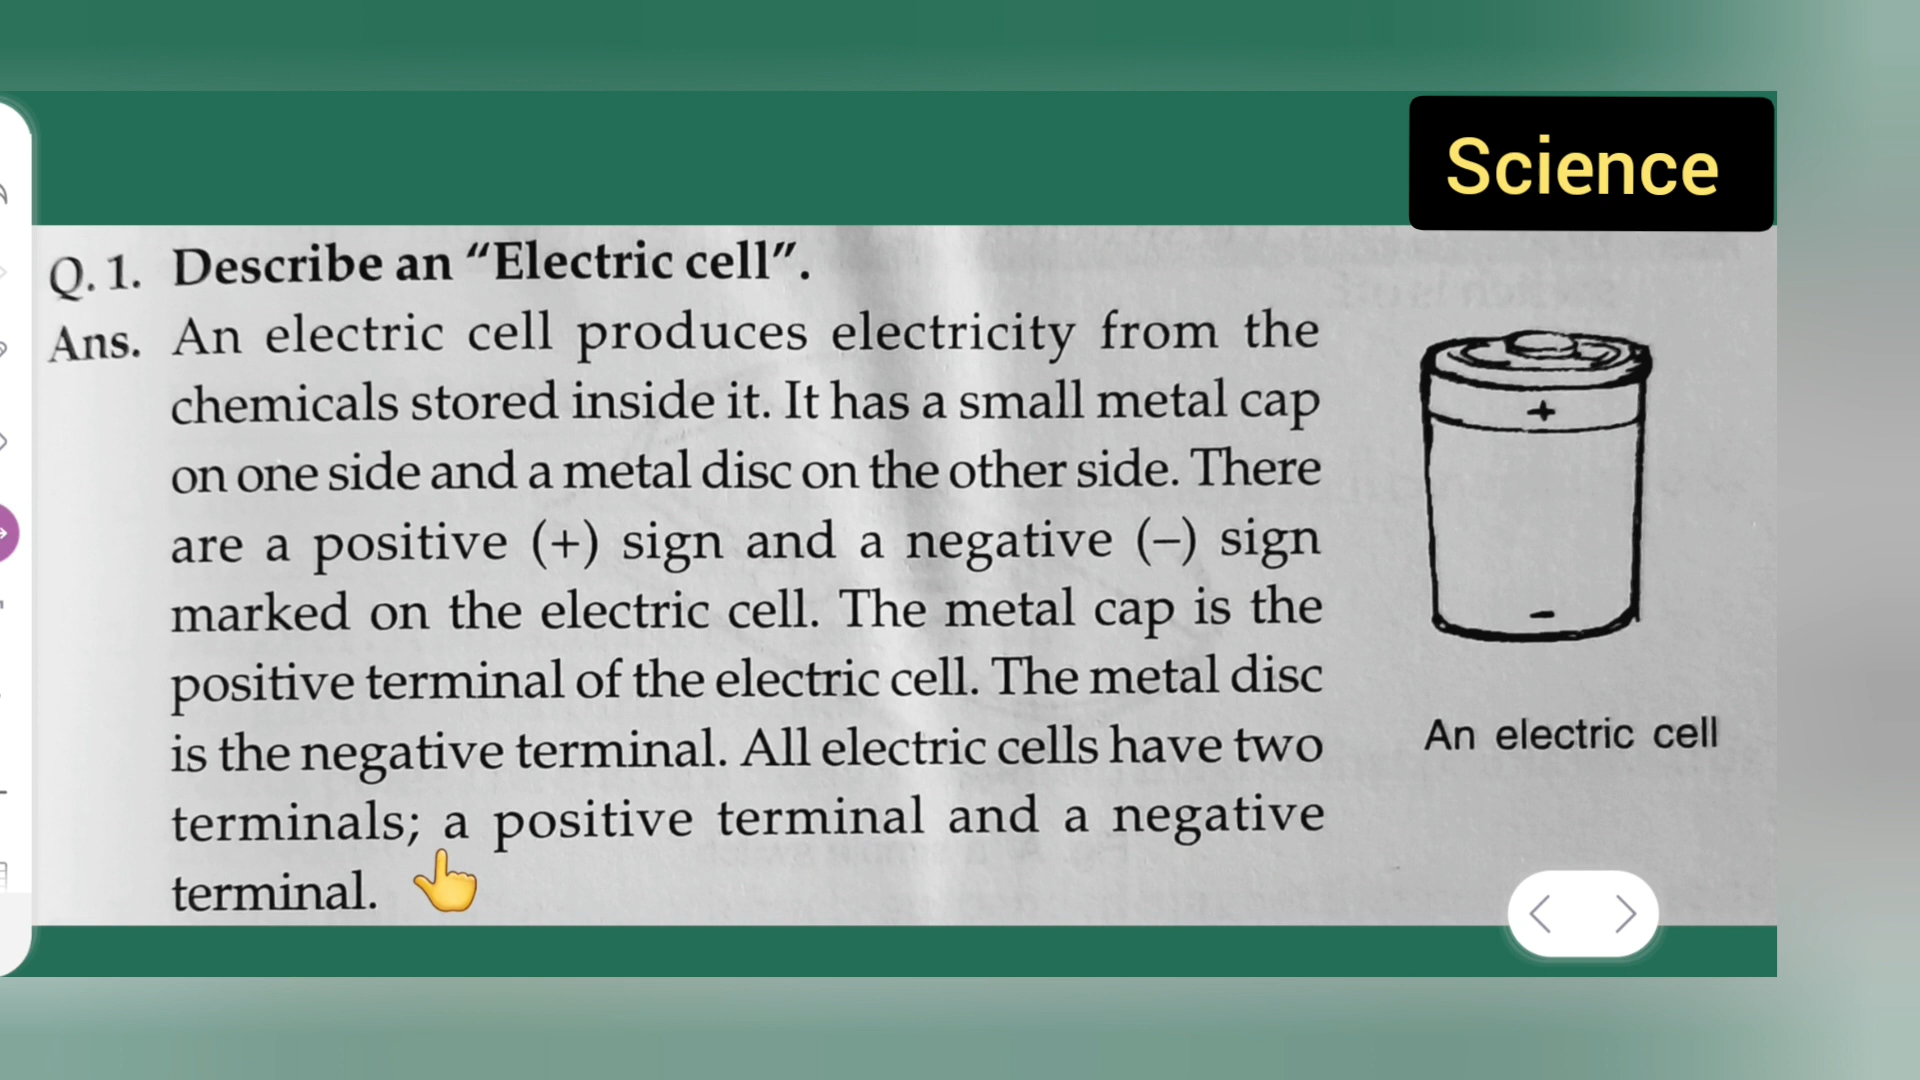 Science
Q. 1. Describe an “Electric cell”.
Ans. An electric cell produces electricity from the
chemicals stored inside it. It has a small metal cap
on one side and a metal disc on the other side. There
are a positive (+) sign and a negative (–) sign
marked on the electric cell. The metal cap is the
positive terminal of the electric cell. The metal disc
is the negative terminal. All electric cells have two
terminals; a positive terminal and a negative
terminal.
+
-
An electric cell